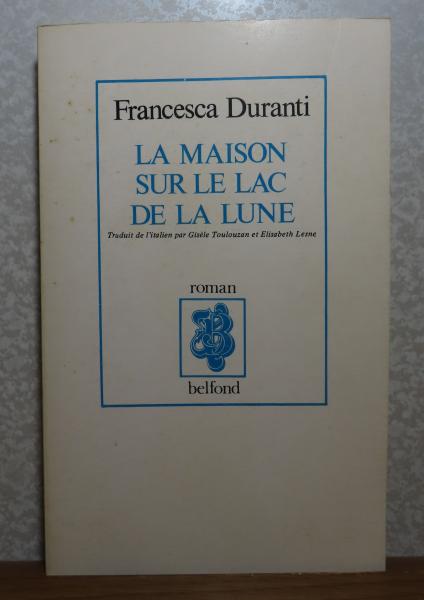 Francesca Duranti
LA MAISON
SUR LE LAC
DE LA LUNE
Traduit de l'italien par Gisèle Toulouzan et Elisabeth Lesne
roman
B
belfond